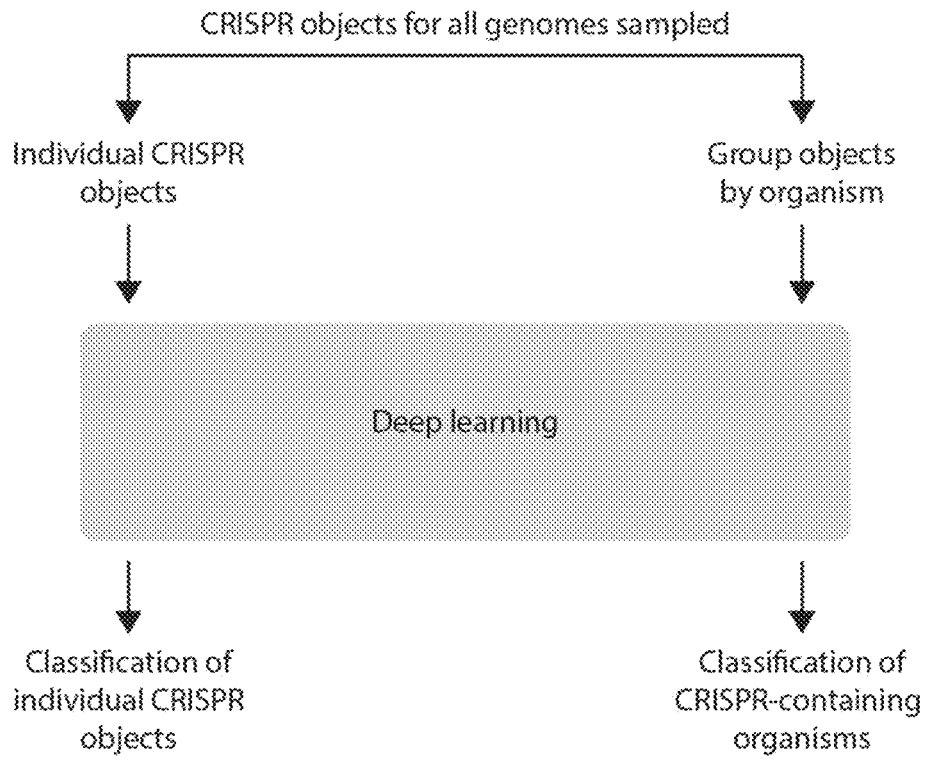 CRISPR objects for all genomes sampled
Individual CRISPR
objects
Group objects
by organism
Deep learning
Classification of
individual CRISPR
objects
Classification of
CRISPR-containing
organisms